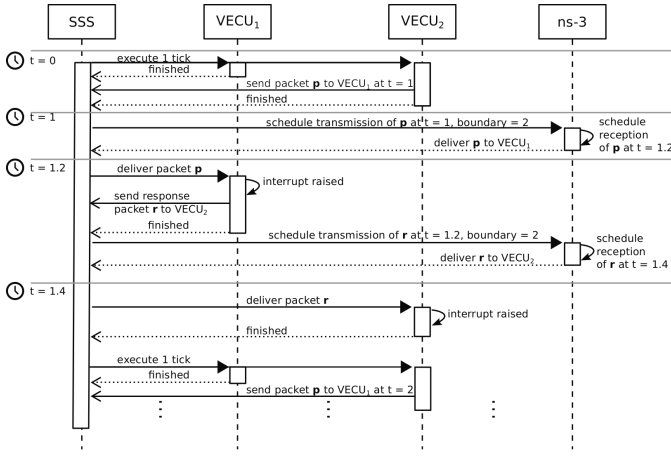 SSS
VECU1
VECU2
ns-3
t = 0
execute 1 tick
finished
send packet p to VECU1 at t = 1
finished
t = 1
schedule transmission of p at t = 1, boundary = 2
schedule
reception
of p at t = 1.2
deliver p to VECU1
t = 1.2
deliver packet p
interrupt raised
send response
packet r to VECU2
finished
schedule transmission of r at t = 1.2, boundary = 2
schedule
reception
of r at t = 1.4
deliver r to VECU2
t = 1.4
deliver packet r
interrupt raised
finished
execute 1 tick
finished
send packet p to VECU1 at t = 2